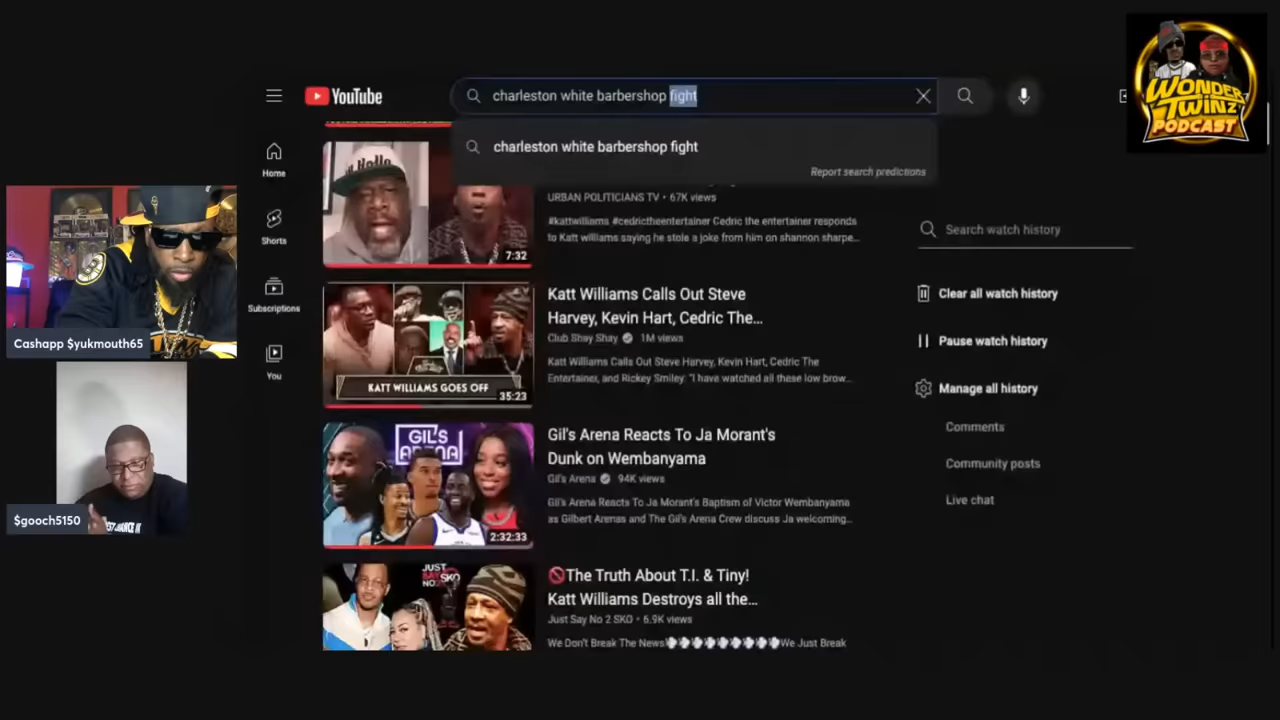 YouTube
charleston white barbershop fight
charleston white barbershop fight
Report search predictions
WONDER
TWINZ
PODCAST
Home
Shorts
Subscriptions
You
Cashapp $yukmouth65
$gooch5150
7:32
URBAN POLITICIANS TV • 67K views
#kattwilliams #cedrictheentertainer Cedric the entertainer responds
to Katt williams saying he stole a joke from him on shannon sharpe...
KATT WILLIAMS GOES OFF
35:23
Katt Williams Calls Out Steve
Harvey, Kevin Hart, Cedric The...
Club Shay Shay 1M views
Katt Williams Calls Out Steve Harvey, Kevin Hart, Cedric The
Entertainer, and Rickey Smiley: "I have watched all these low brow...
GIL'S
ARENA
2:32:33
Gil's Arena Reacts To Ja Morant's
Dunk on Wembanyama
Gil's Arena 94K views
Gil's Arena Reacts To Ja Morant's Baptism of Victor Wembanyama
as Gilbert Arenas and The Gil's Arena Crew discuss Ja welcoming...
JUST
SAY SKO
NO2
🚫The Truth About T.I. & Tiny!
Katt Williams Destroys all the...
Just Say No 2 SKO • 6.9K views
We Don't Break The News🗣🗣🗣🗣🗣🗣🗣🗣🗣We Just Break
Search watch history
Clear all watch history
Pause watch history
Manage all history
Comments
Community posts
Live chat